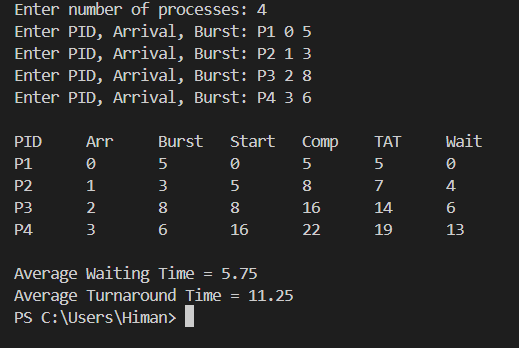 Enter number of processes: 4
Enter PID, Arrival, Burst: P1 0 5
Enter PID, Arrival, Burst: P2 1 3
Enter PID, Arrival, Burst: P3 2 8
Enter PID, Arrival, Burst: P4 3 6
PID Arr Burst Start Comp TAT Wait
P1 0 5 0 5 5 0
P2 1 3 5 8 7 4
P3 2 8 8 16 14 6
P4 3 6 16 22 19 13
Average Waiting Time = 5.75
Average Turnaround Time = 11.25
PS C:\Users\Himan>